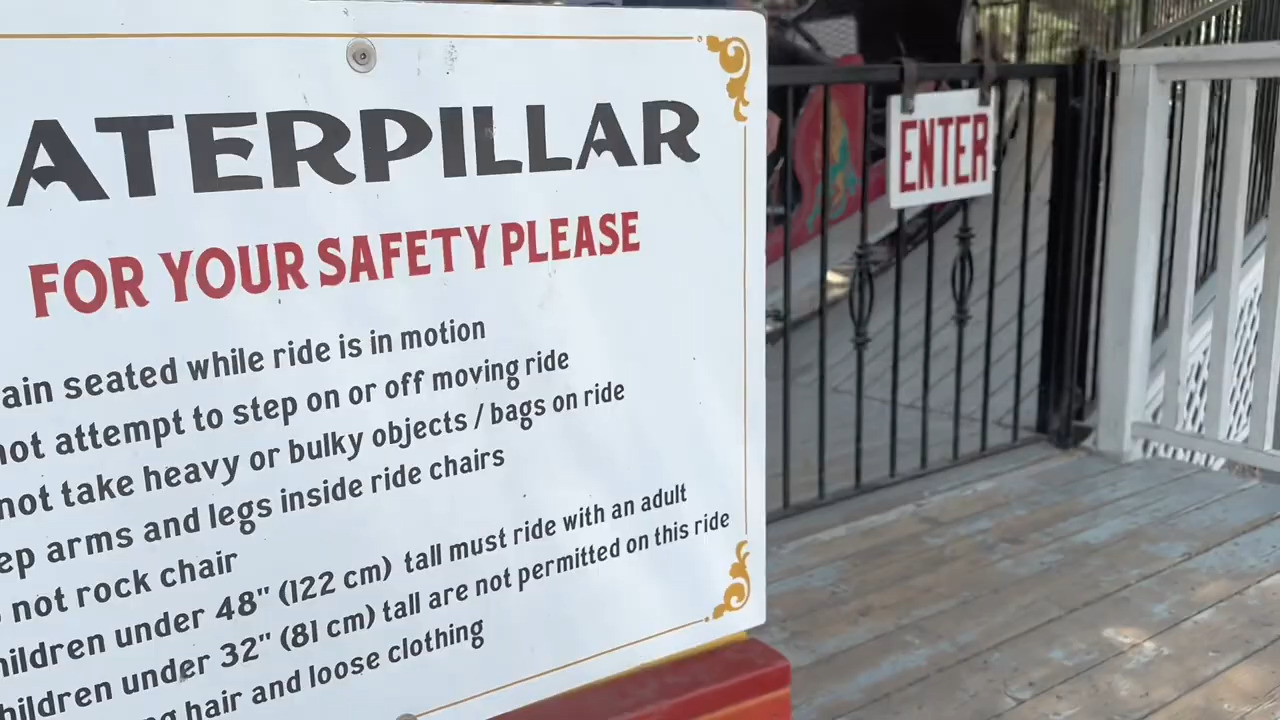 ATERPILLAR
FOR YOUR SAFETY PLEASE
ain seated while ride is in motion
not attempt to step on or off moving ride
not take heavy or bulky objects / bags on ride
ep arms and legs inside ride chairs
not rock chair
hildren under 48" (122 cm) tall must ride with an adult
hildren under 32" (81 cm) tall are not permitted on this ride
hair and loose clothing
ENTER